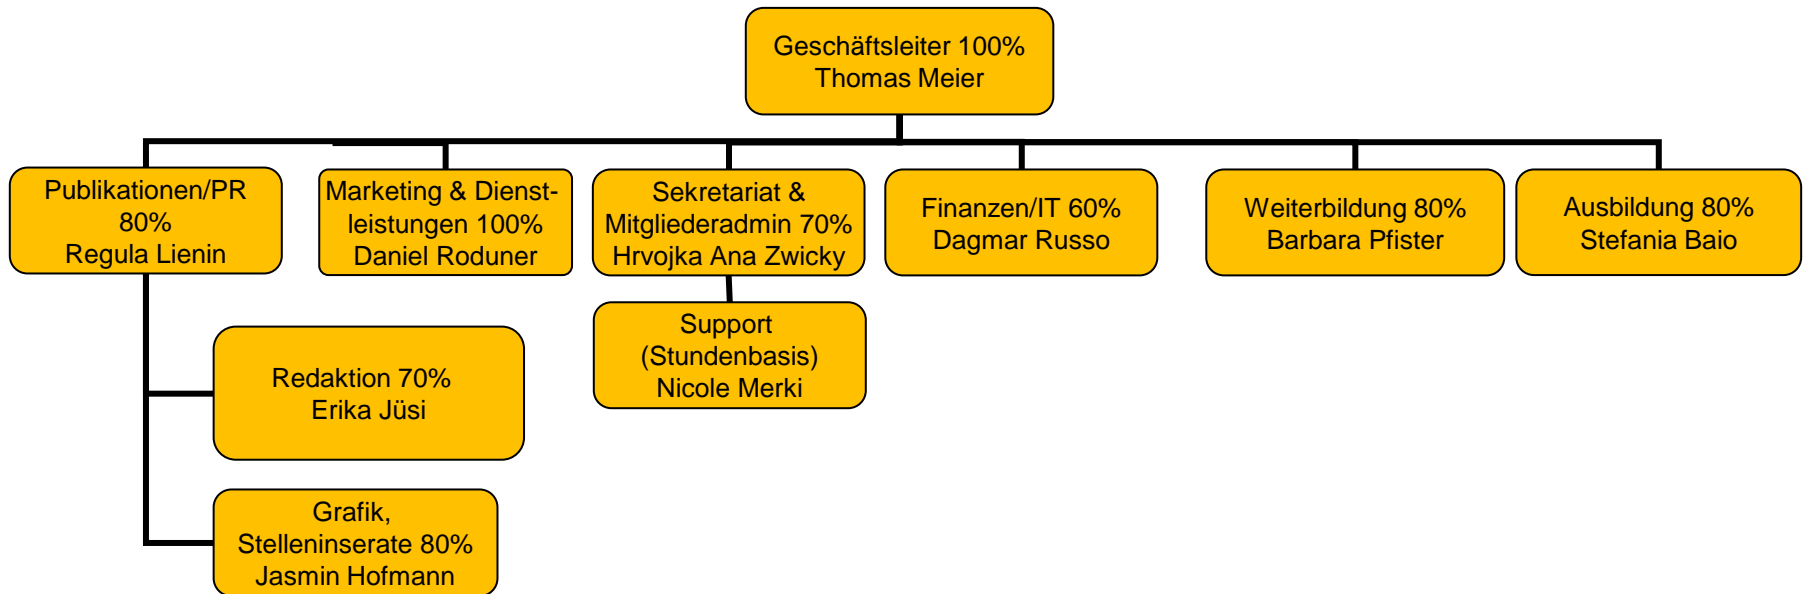 Geschäftsleiter 100%
Thomas Meier
Publikationen/PR
80%
Regula Lienin
Marketing & Dienst-
leistungen 100%
Daniel Roduner
Sekretariat &
Mitgliederadmin 70%
Hrvojka Ana Zwicky
Finanzen/IT 60%
Dagmar Russo
Weiterbildung 80%
Barbara Pfister
Ausbildung 80%
Stefania Baio
Support
(Stundenbasis)
Nicole Merki
Redaktion 70%
Erika Jüsi
Grafik,
Stelleninserate 80%
Jasmin Hofmann